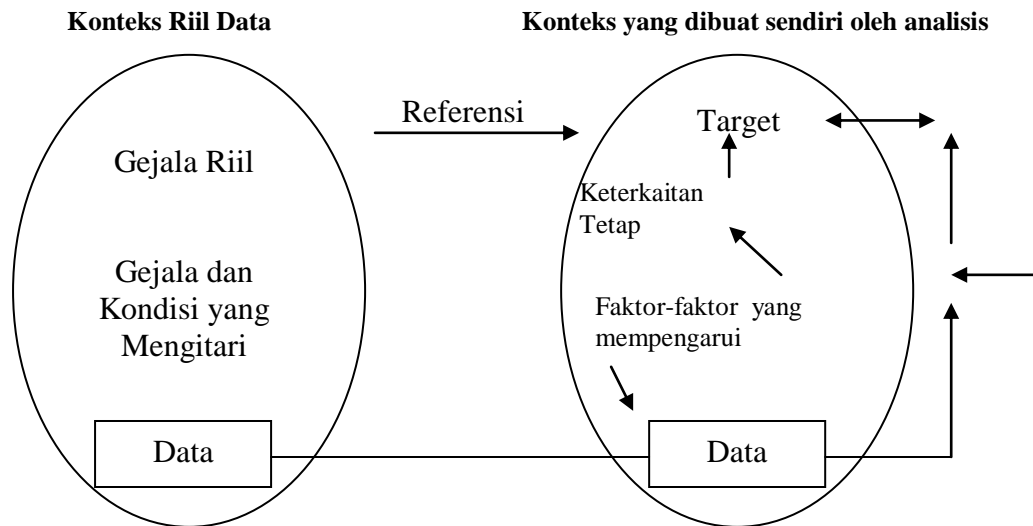 Konteks Riil Data
Konteks yang dibuat sendiri oleh analisis
Referensi
Gejala Riil
Gejala dan
Kondisi yang
Mengitari
Data
Target
Keterkaitan
Tetap
Faktor-faktor yang
mempengarui
Data